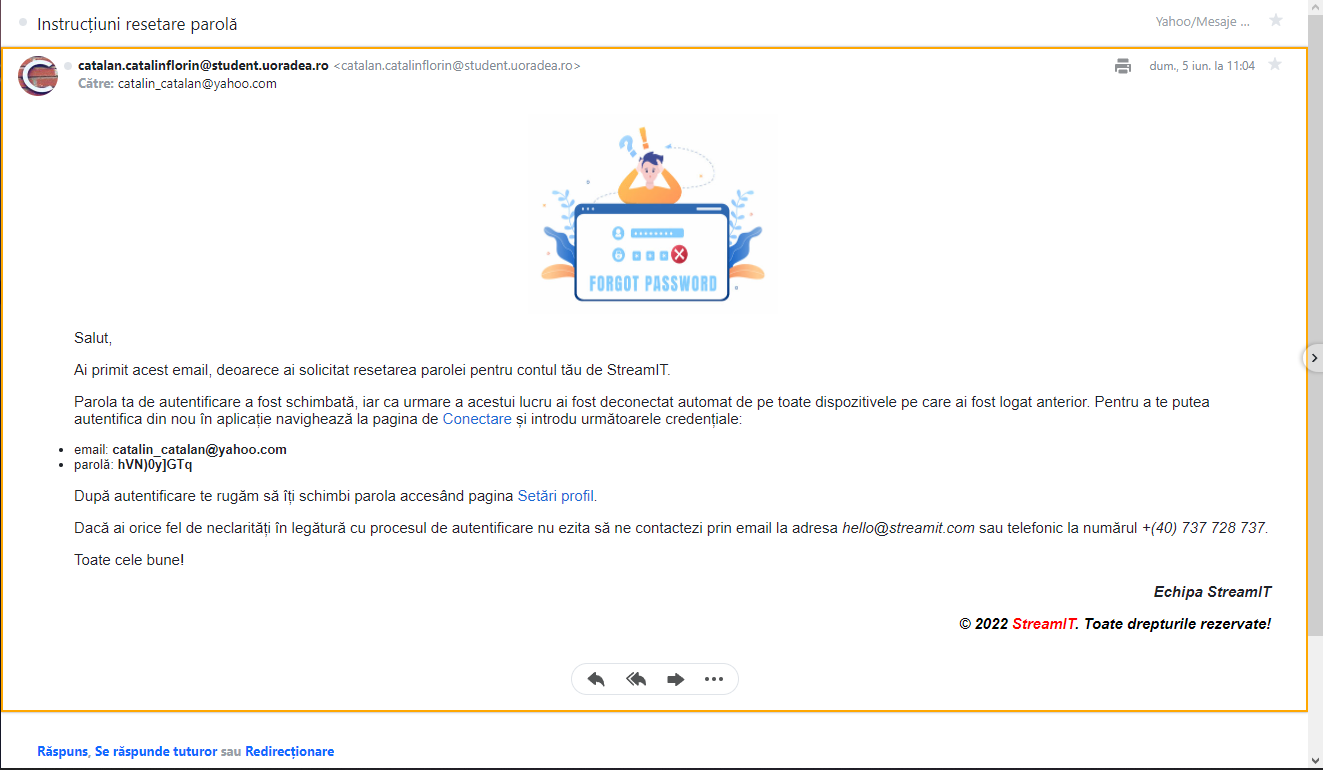 Instrucțiuni resetare parolă
Yahoo/Mesaje ...
catalan.catalinflorin@student.uoradea.ro <catalan.catalinflorin@student.uoradea.ro>
dum., 5 iun. la 11:04
Către: catalin_catalan@yahoo.com
FORGOT PASSWORD
Salut,
Ai primit acest email, deoarece ai solicitat resetarea parolei pentru contul tău de StreamIT.
Parola ta de autentificare a fost schimbată, iar ca urmare a acestui lucru ai fost deconectat automat de pe toate dispozitivele pe care ai fost logat anterior. Pentru a te putea
autentifica din nou în aplicație navighează la pagina de Conectare și introdu următoarele credențiale:
• email: catalin_catalan@yahoo.com
• parolă: hVN)0y]GTq
După autentificare te rugăm să îți schimbi parola accesând pagina Setări profil.
Dacă ai orice fel de neclarități în legătură cu procesul de autentificare nu ezita să ne contactezi prin email la adresa hello@streamit.com sau telefonic la numărul +(40) 737 728 737.
Toate cele bune!
Echipa StreamIT
© 2022 StreamIT. Toate drepturile rezervate!
Răspuns, Se răspunde tuturor sau Redirecționare